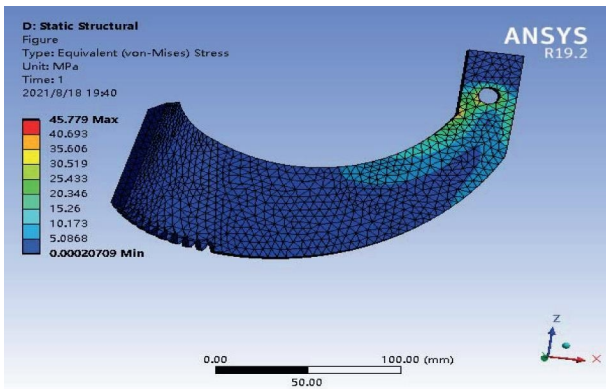 D: Static Structural
Figure
Type: Equivalent (von-Mises) Stress
Unit: MPa
Time: 1
2021/8/18 19:40
ANSYS
R19.2
45.779 Max
40.693
35.606
30.519
25.433
20.346
15.26
10.173
5.0868
0.00020709 Min
0.00
100.00 (mm)
50.00
Z
X